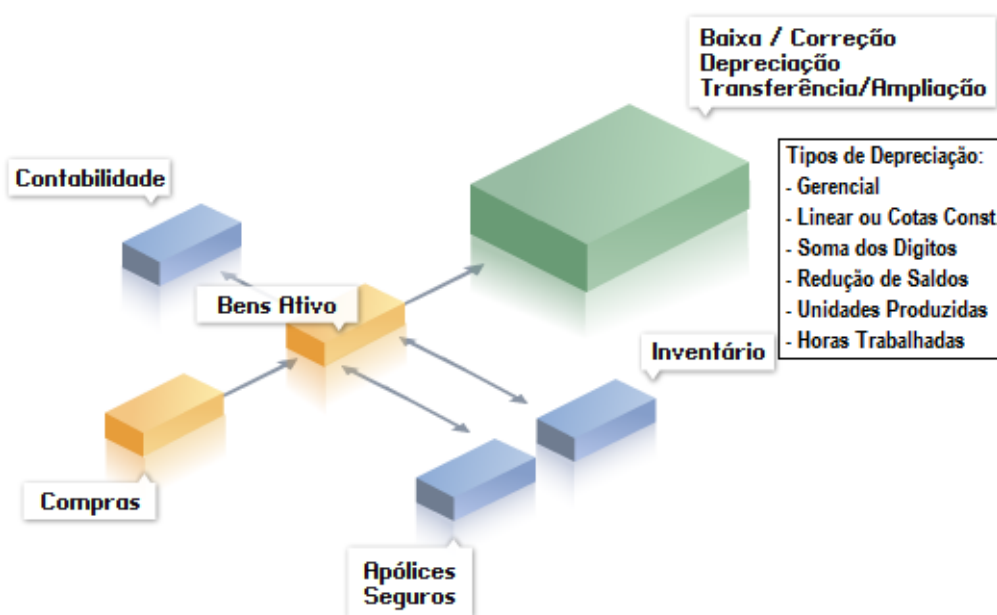 Baixa / Correção
Depreciação
Transferência/Ampliação
Tipos de Depreciação:
- Gerencial
- Linear ou Cotas Const
- Soma dos Digitos
- Redução de Saldos
- Unidades Produzidas
- Horas Trabalhadas
Contabilidade
Bens Ativo
Inventário
Compras
Apólices
Seguros